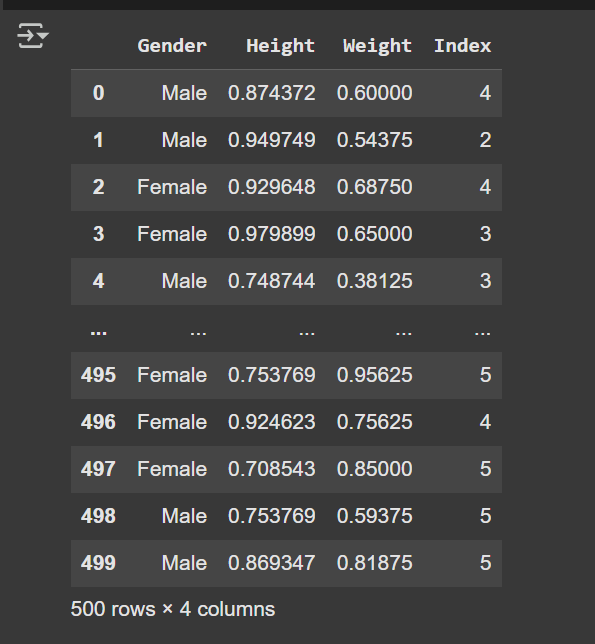 Gender Height Weight Index
0 Male 0.874372 0.60000 4
1 Male 0.949749 0.54375 2
2 Female 0.929648 0.68750 4
3 Female 0.979899 0.65000 3
4 Male 0.748744 0.38125 3
... ... ... ... ...
495 Female 0.753769 0.95625 5
496 Female 0.924623 0.75625 4
497 Female 0.708543 0.85000 5
498 Male 0.753769 0.59375 5
499 Male 0.869347 0.81875 5
500 rows × 4 columns